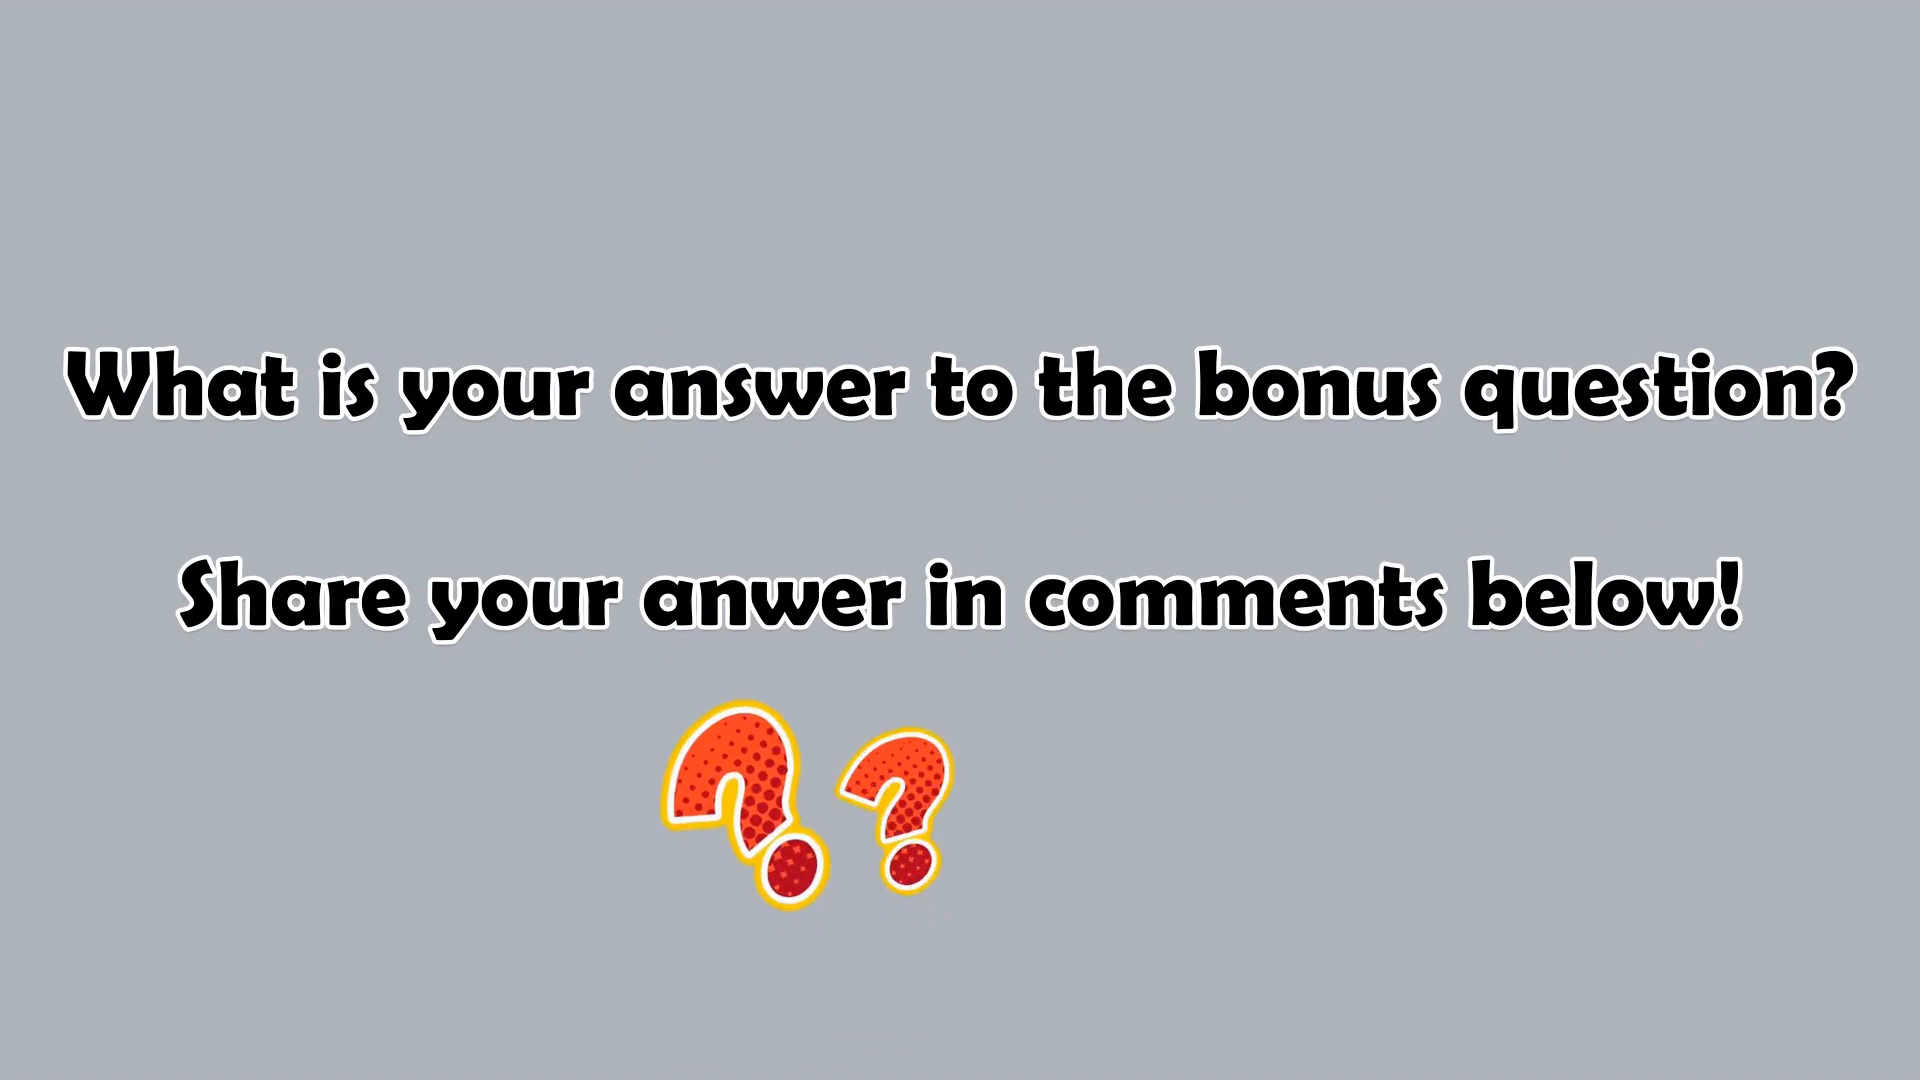 What is your answer to the bonus question?
Share your anwer in comments below!
??